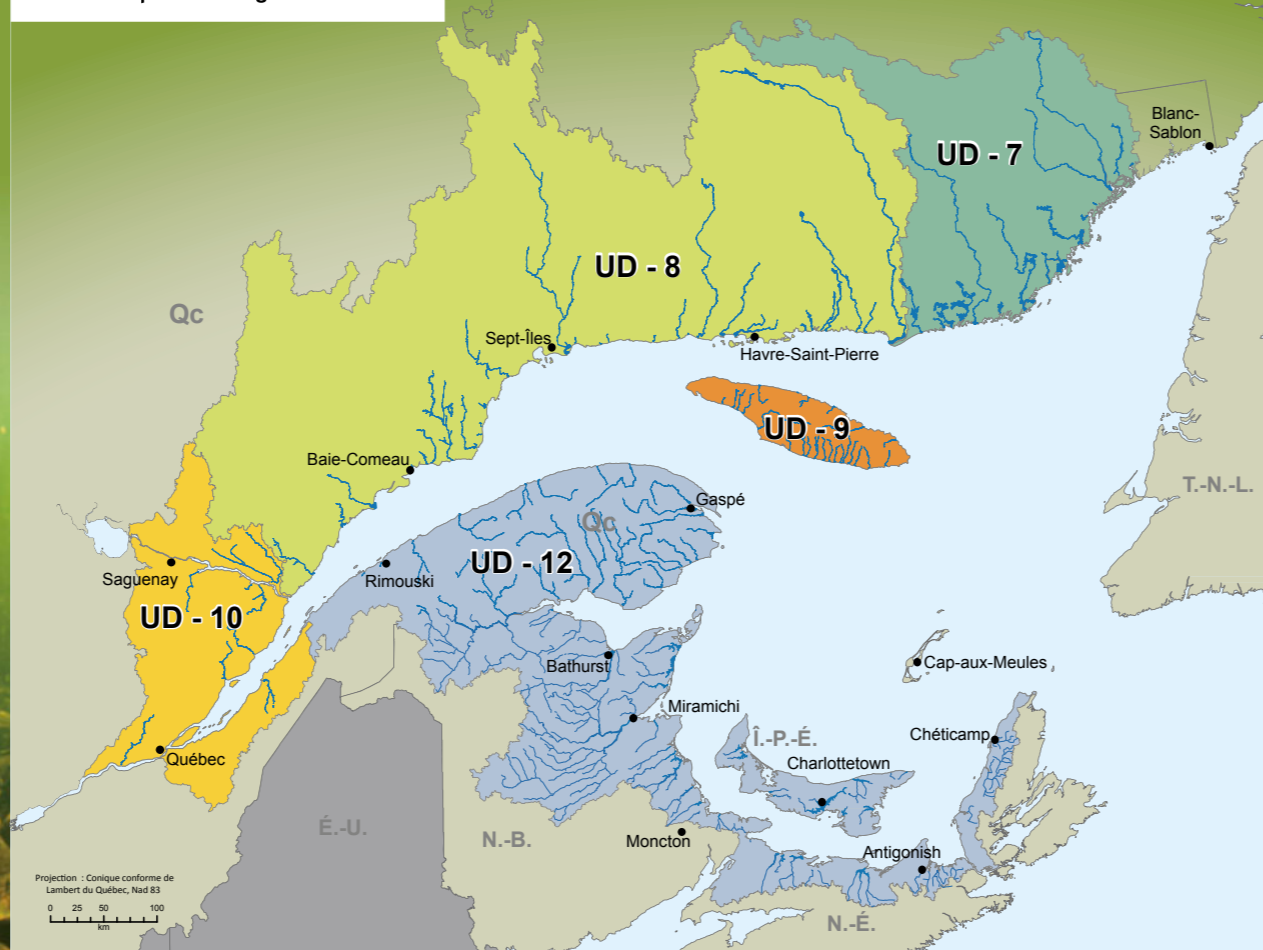 Blanc-
Sablon
UD - 7
UD - 8
Qc
Sept-Îles
Havre-Saint-Pierre
UD - 9
Baie-Comeau
T.-N.-L.
Gaspé
Qc
UD - 12
Saguenay
Rimouski
UD - 10
Bathurst
Cap-aux-Meules
Miramichi
Î.-P.-É.
Chéticamp
Québec
Charlottetown
É.-U.
N.-B.
Moncton
Antigonish
N.-É.
Projection : Conique conforme de
Lambert du Québec, Nad 83
0 25 50 100
km